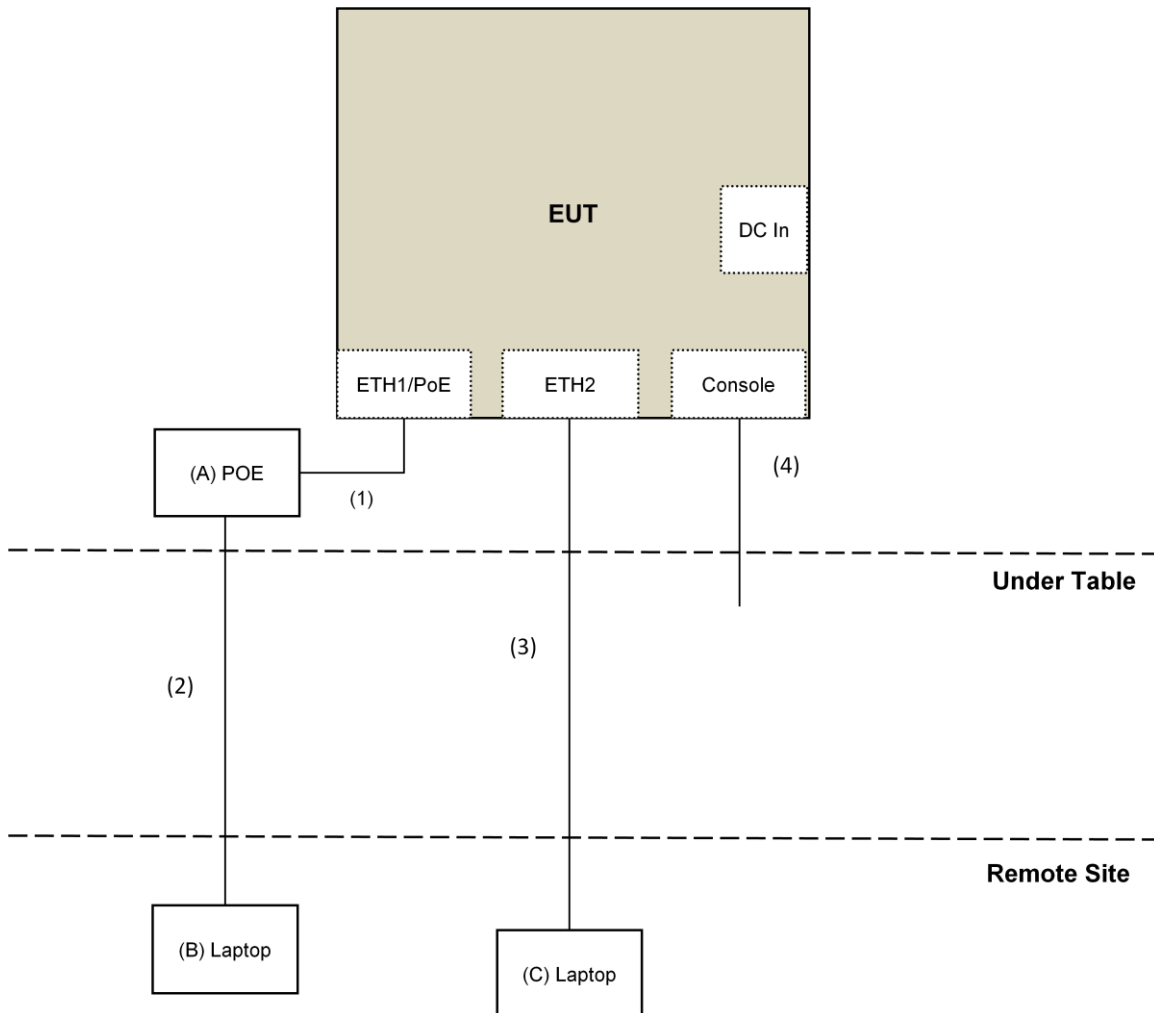 EUT
DC In
ETH1/PoE
ETH2
Console
(A) POE
(1)
(4)
Under Table
(2)
(3)
Remote Site
(B) Laptop
(C) Laptop